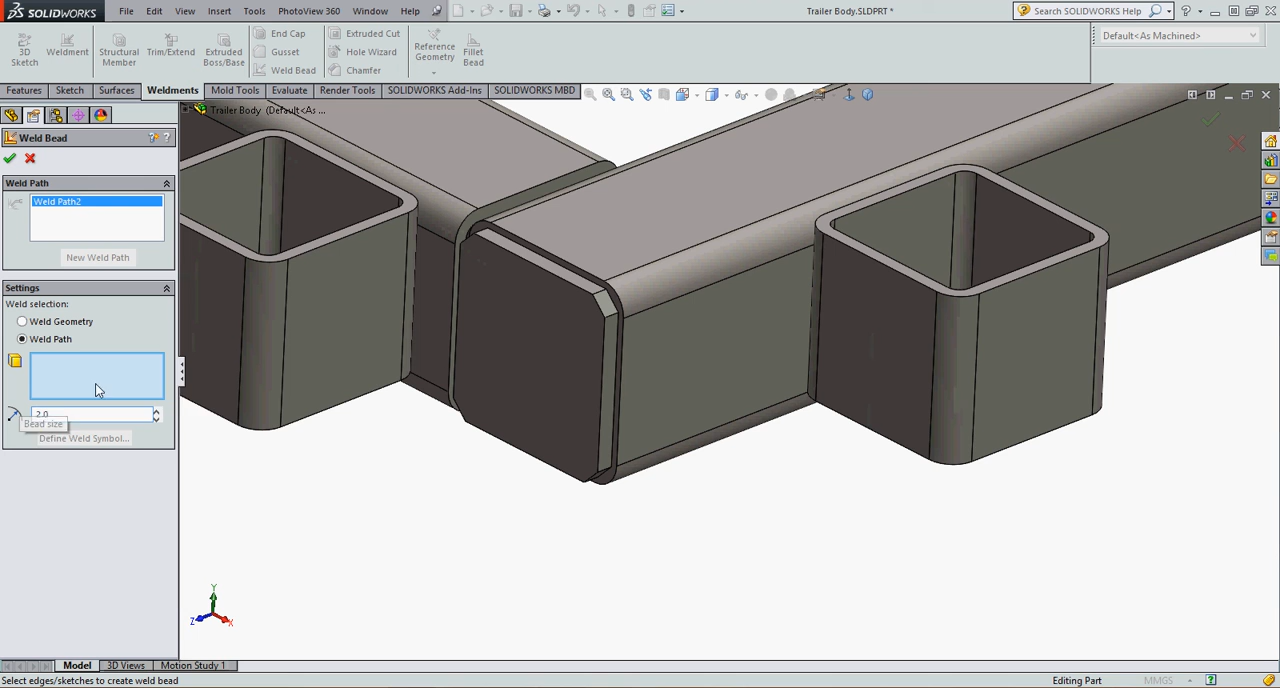 SOLIDWORKS
File Edit View Insert Tools PhotoView 360 Window Help
Trailer Body.SLDPRT *
Search SOLIDWORKS Help
3D Sketch
Weldment
Structural Member
Trim/Extend
Extruded Boss/Base
End Cap
Gusset
Weld Bead
Extruded Cut
Hole Wizard
Chamfer
Reference Geometry
Fillet Bead
Default<As Machined>
Features Sketch Surfaces Weldments Mold Tools Evaluate Render Tools SOLIDWORKS Add-Ins SOLIDWORKS MBD
Trailer Body (Default<As ...
Weld Bead
Weld Path
Weld Path2
New Weld Path
Settings
Weld selection:
Weld Geometry
Weld Path
2.0
Bead size
Define Weld Symbol...
Y
Z
X
Model 3D Views Motion Study 1
Select edges/sketches to create weld bead
Editing Part
MMGS